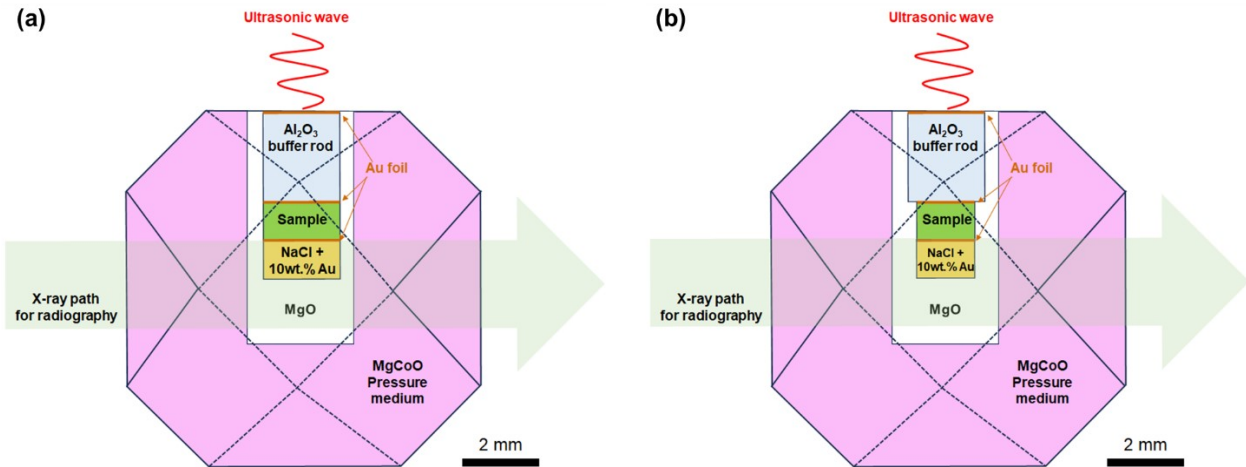 (a)
Ultrasonic wave
Al₂O₃
buffer rod
Au foil
Sample
NaCl +
10wt.% Au
X-ray path
for radiography
MgO
MgCoO
Pressure
medium
2 mm
(b)
Ultrasonic wave
Al₂O₃
buffer rod
Au foil
Sample
NaCl +
10wt.% Au
X-ray path
for radiography
MgO
MgCoO
Pressure
medium
2 mm